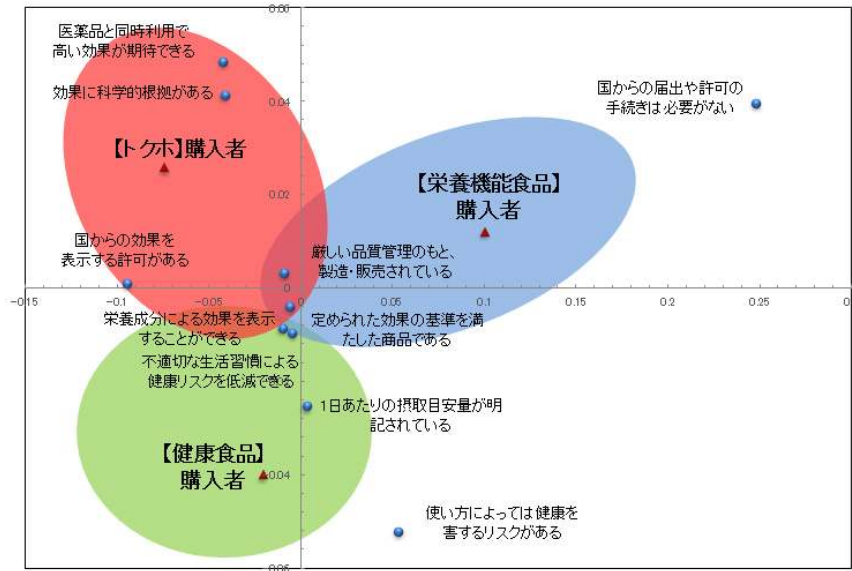 0.06
医薬品と同時利用で
高い効果が期待できる
国からの届出や許可の
手続きは必要がない
効果に科学的根拠がある
0.04
【トクホ】購入者
【栄養機能食品】
購入者
0.02
国からの効果を
表示する許可がある
厳しい品質管理のもと、
製造・販売されている
0
-0.15
-0.1
-0.05
0
0.05
0.1
0.15
0.2
0.25
栄養成分による効果を表示
することができる
定められた効果の基準を満
たした商品である
不適切な生活習慣による
健康リスクを低減できる
1日あたりの摂取目安量が明
記されている
【健康食品】
購入者
0.04
使い方によっては健康を
害するリスクがある
0.06